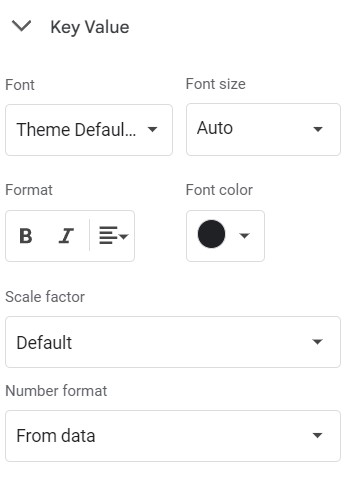 Key Value
Font
Font size
Theme Defaul...
Auto
Format
Font color
B I
Scale factor
Default
Number format
From data